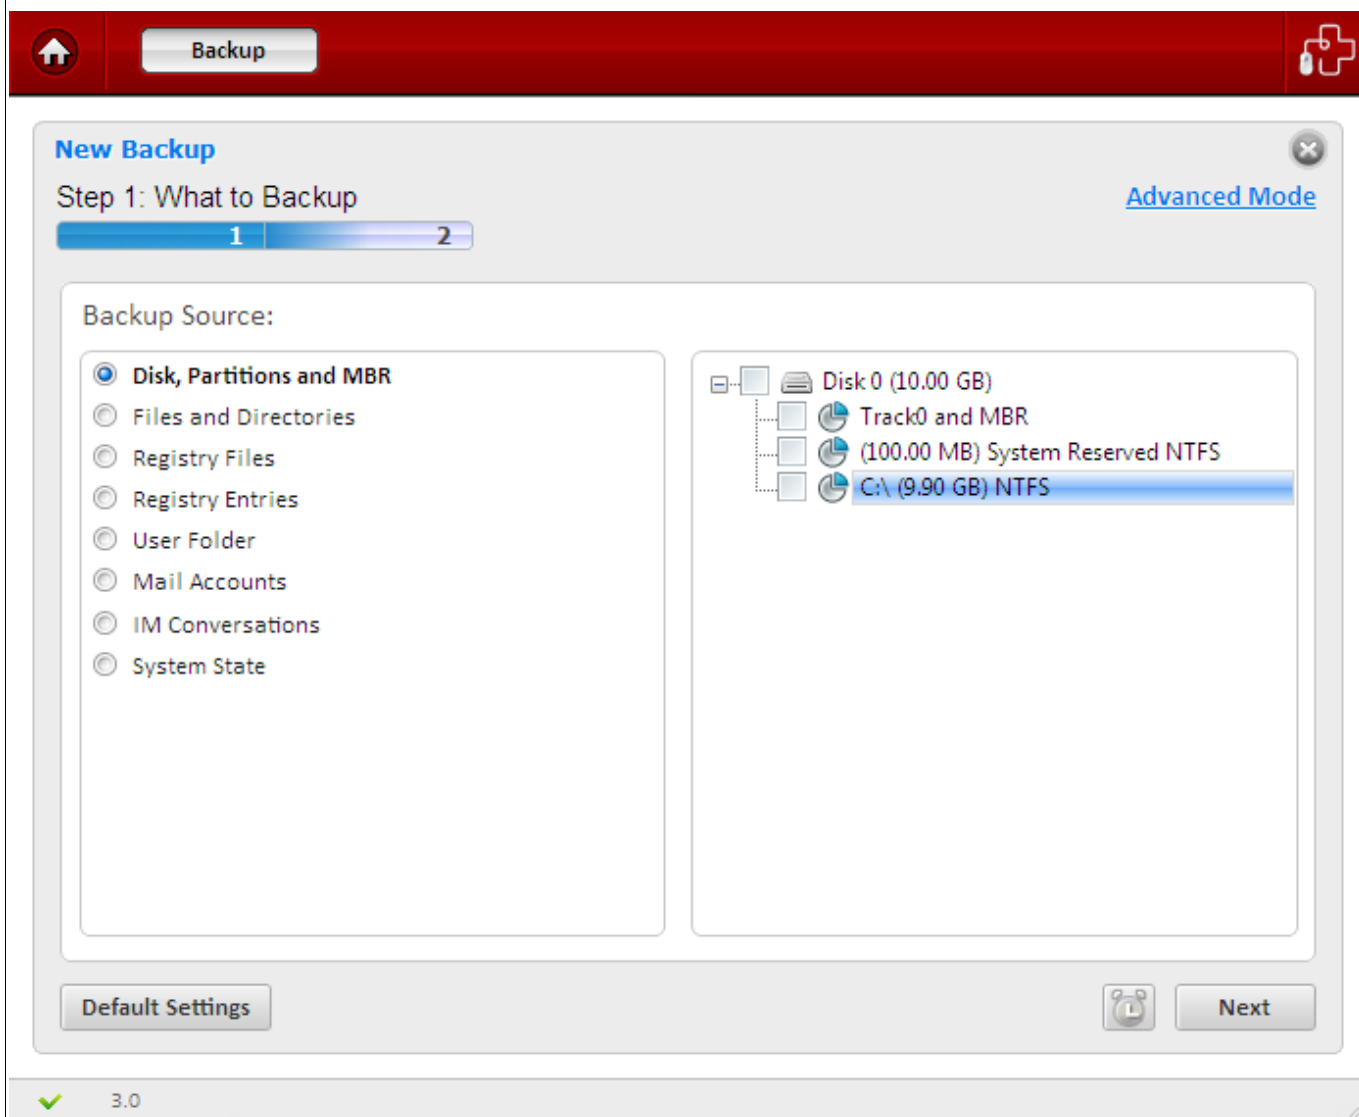 Backup
New Backup
Step 1: What to Backup
Advanced Mode
1 2
Backup Source:
Disk, Partitions and MBR
Files and Directories
Registry Files
Registry Entries
User Folder
Mail Accounts
IM Conversations
System State
Disk 0 (10.00 GB)
Track0 and MBR
(100.00 MB) System Reserved NTFS
C:\ (9.90 GB) NTFS
Default Settings
Next
3.0